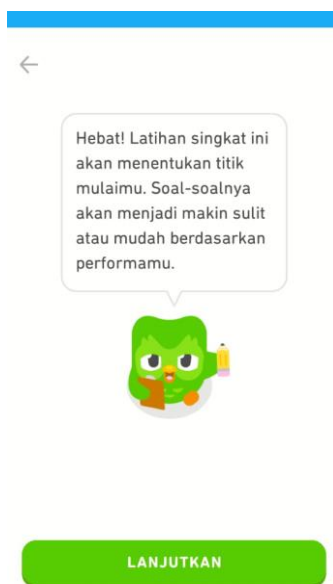 Hebat! Latihan singkat ini
akan menentukan titik
mulaimu. Soal-soalnya
akan menjadi makin sulit
atau mudah berdasarkan
performamu.
LANJUTKAN